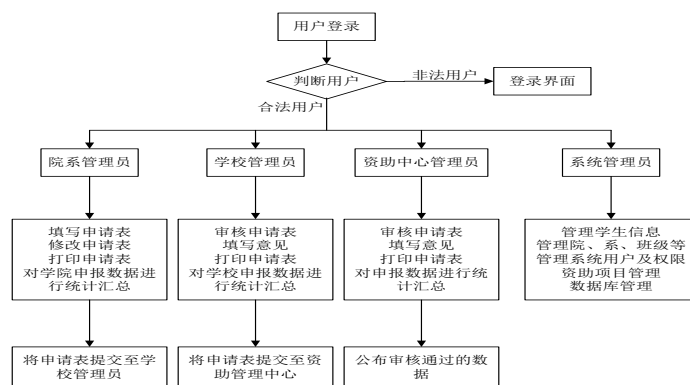 用户登录
判断用户
非法用户
登录界面
合法用户
院系管理员
学校管理员
资助中心管理员
系统管理员
填写申请表
修改申请表
打印申请表
对学院申报数据进
行统计汇总
审核申请表
填写意见
打印申请表
对学校申报数据进
行统计汇总
审核申请表
填写意见
打印申请表
对申报数据进行统
计汇总
管理学生信息
管理院、系、班级等
管理系统用户及权限
资助项目管理
数据库管理
将申请表提交至学
校管理员
将申请表提交至资
助管理中心
公布审核通过的数
据